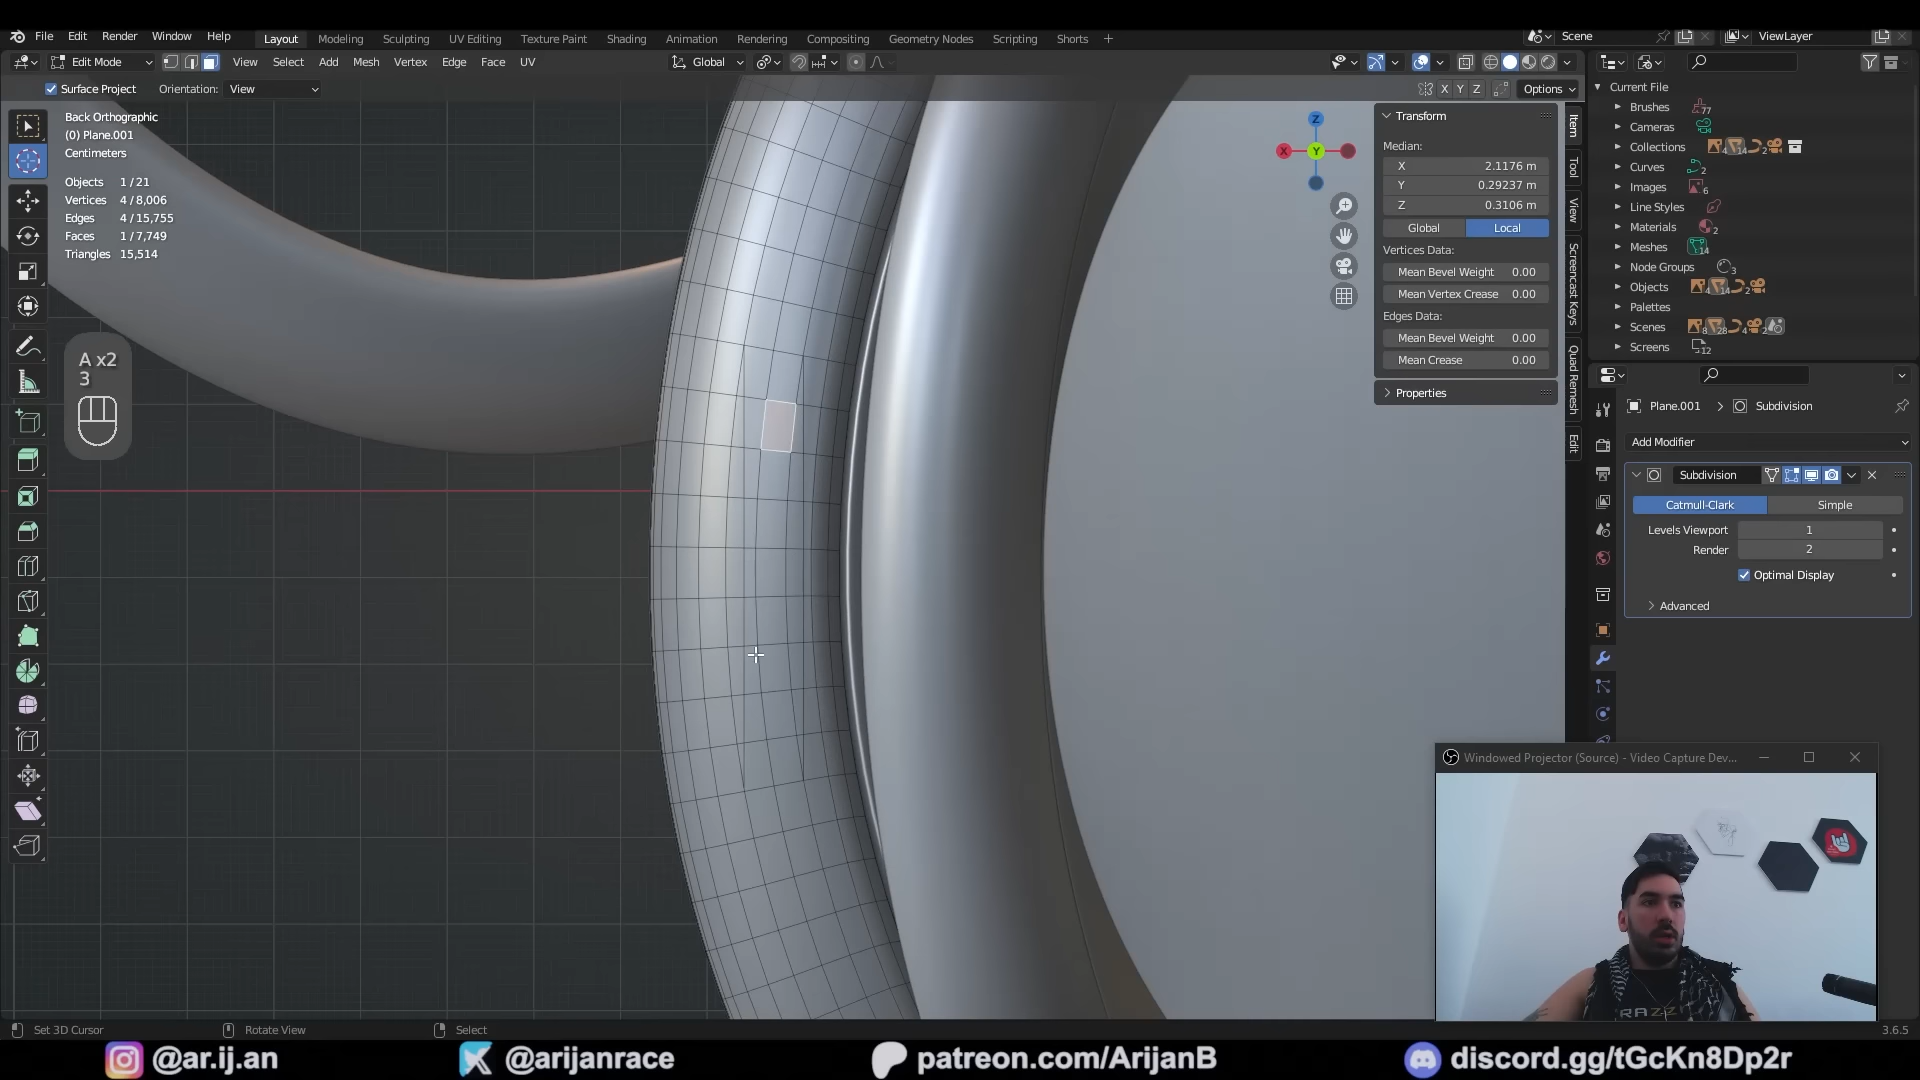 File Edit Render Window Help
Layout Modeling Sculpting UV Editing Texture Paint Shading Animation Rendering Compositing Geometry Nodes Scripting Shorts +
Scene
ViewLayer
Edit Mode
View Select Add Mesh Vertex Edge Face UV
Global
Surface Project
Orientation: View
X Y Z
Options
Back Orthographic
(0) Plane.001
Centimeters
Objects 1 / 21
Vertices 4 / 8,006
Edges 4 / 15,755
Faces 1 / 7,749
Triangles 15,514
A x2
3
Z
X
Y
Transform
Median:
X 2.1176 m
Y 0.29237 m
Z 0.3106 m
Global Local
Vertices Data:
Mean Bevel Weight 0.00
Mean Vertex Crease 0.00
Edges Data:
Mean Bevel Weight 0.00
Mean Crease 0.00
Properties
Item
Tool
View
Screencast Keys
Quad Remesh
Edit
Current File
Brushes 77
Cameras
Collections
Curves 2
Images 6
Line Styles
Materials 2
Meshes 14
Node Groups 3
Objects
Palettes
Scenes
Screens 12
Plane.001 > Subdivision
Add Modifier
Subdivision
Catmull-Clark Simple
Levels Viewport 1
Render 2
Optimal Display
Advanced
Windowed Projector (Source) - Video Capture Dev...
RAZZ
Set 3D Cursor
Rotate View
Select
3.6.5
@ar.ij.an
@arijanrace
patreon.com/ArijanB
discord.gg/tGcKn8Dp2r